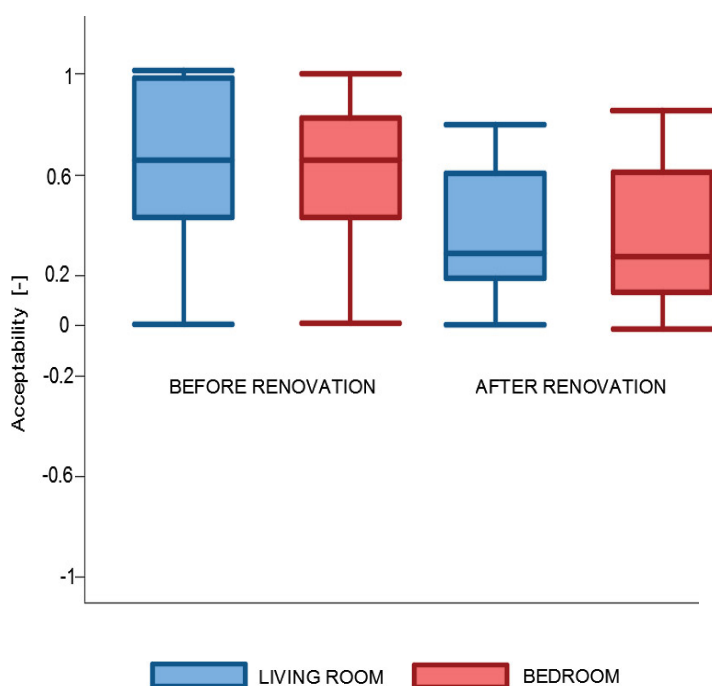 1
0.6
0.2
0
-0.2
-0.6
-1
Acceptability [-]
BEFORE RENOVATION
AFTER RENOVATION
LIVING ROOM
BEDROOM